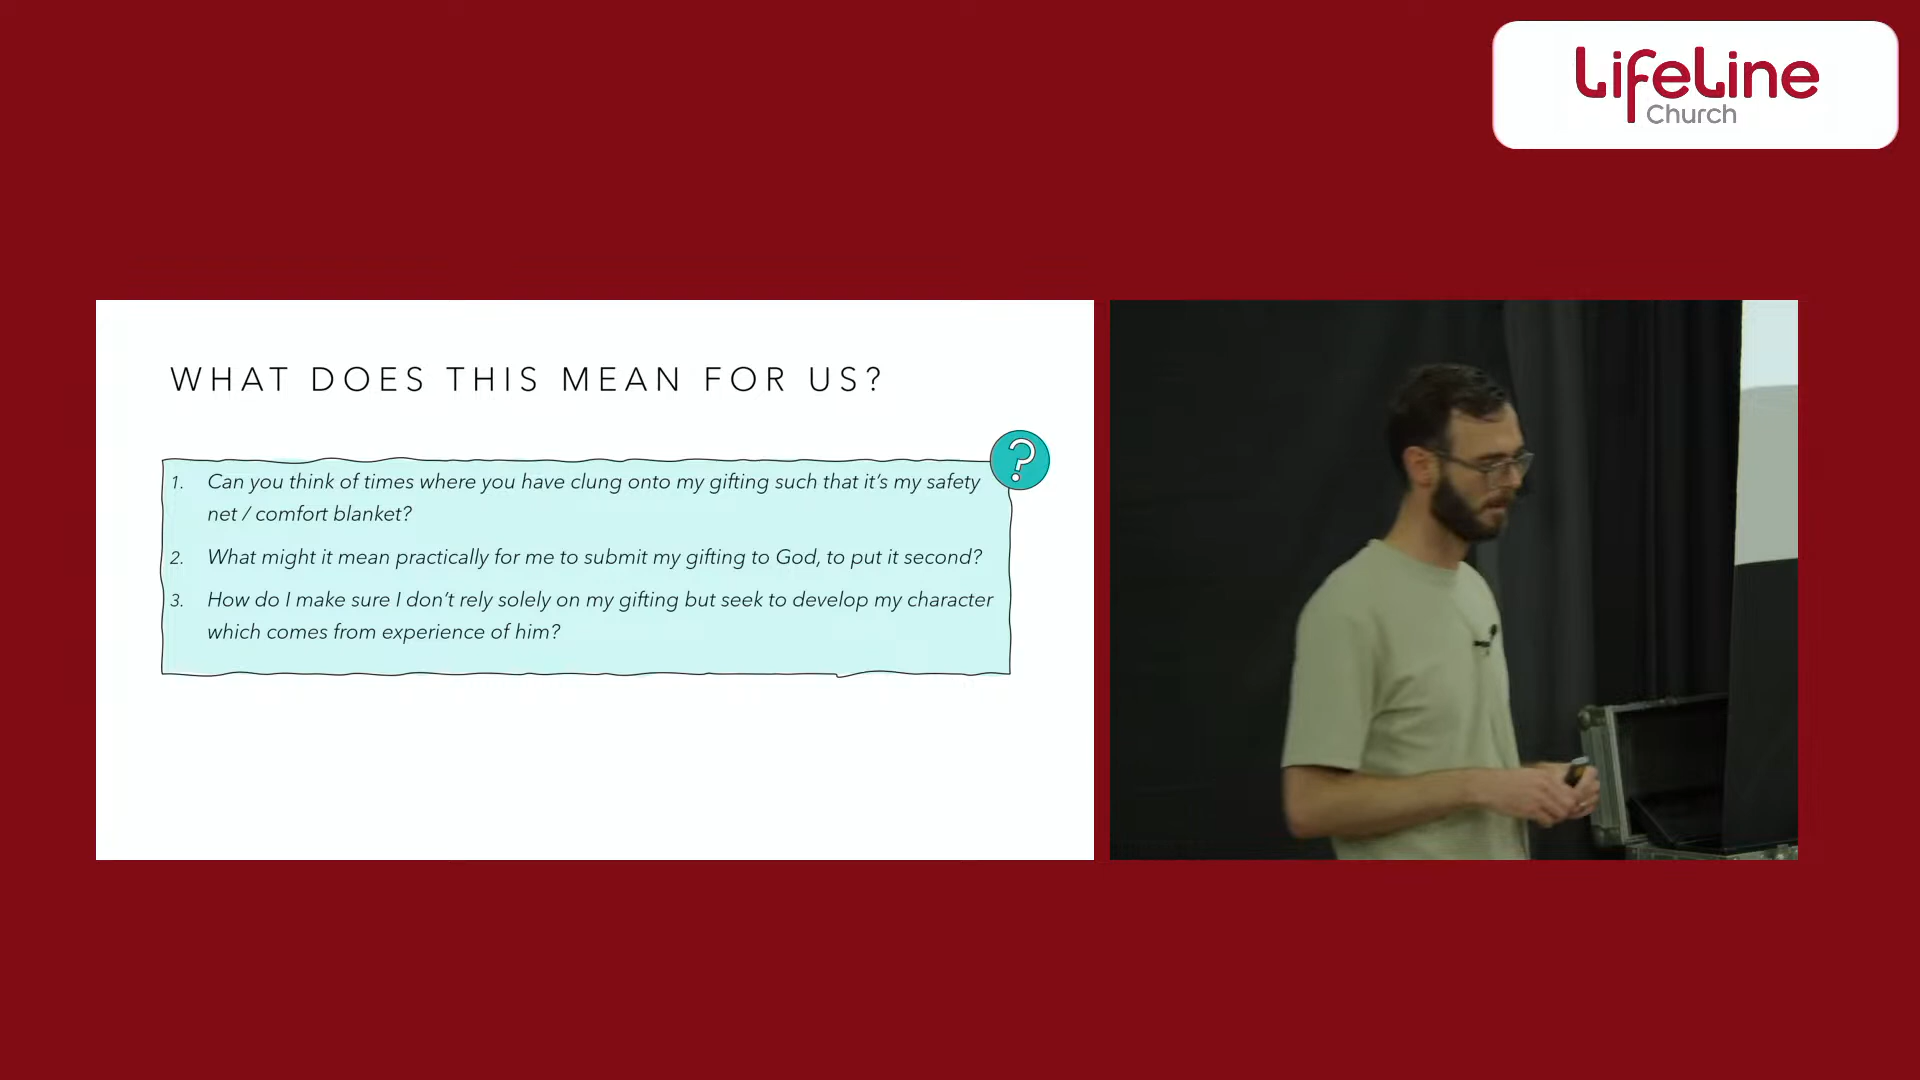 LifeLine
Church
WHAT DOES THIS MEAN FOR US?
?
1. Can you think of times where you have clung onto my gifting such that it's my safety
net / comfort blanket?
2. What might it mean practically for me to submit my gifting to God, to put it second?
3. How do I make sure I don't rely solely on my gifting but seek to develop my character
which comes from experience of him?